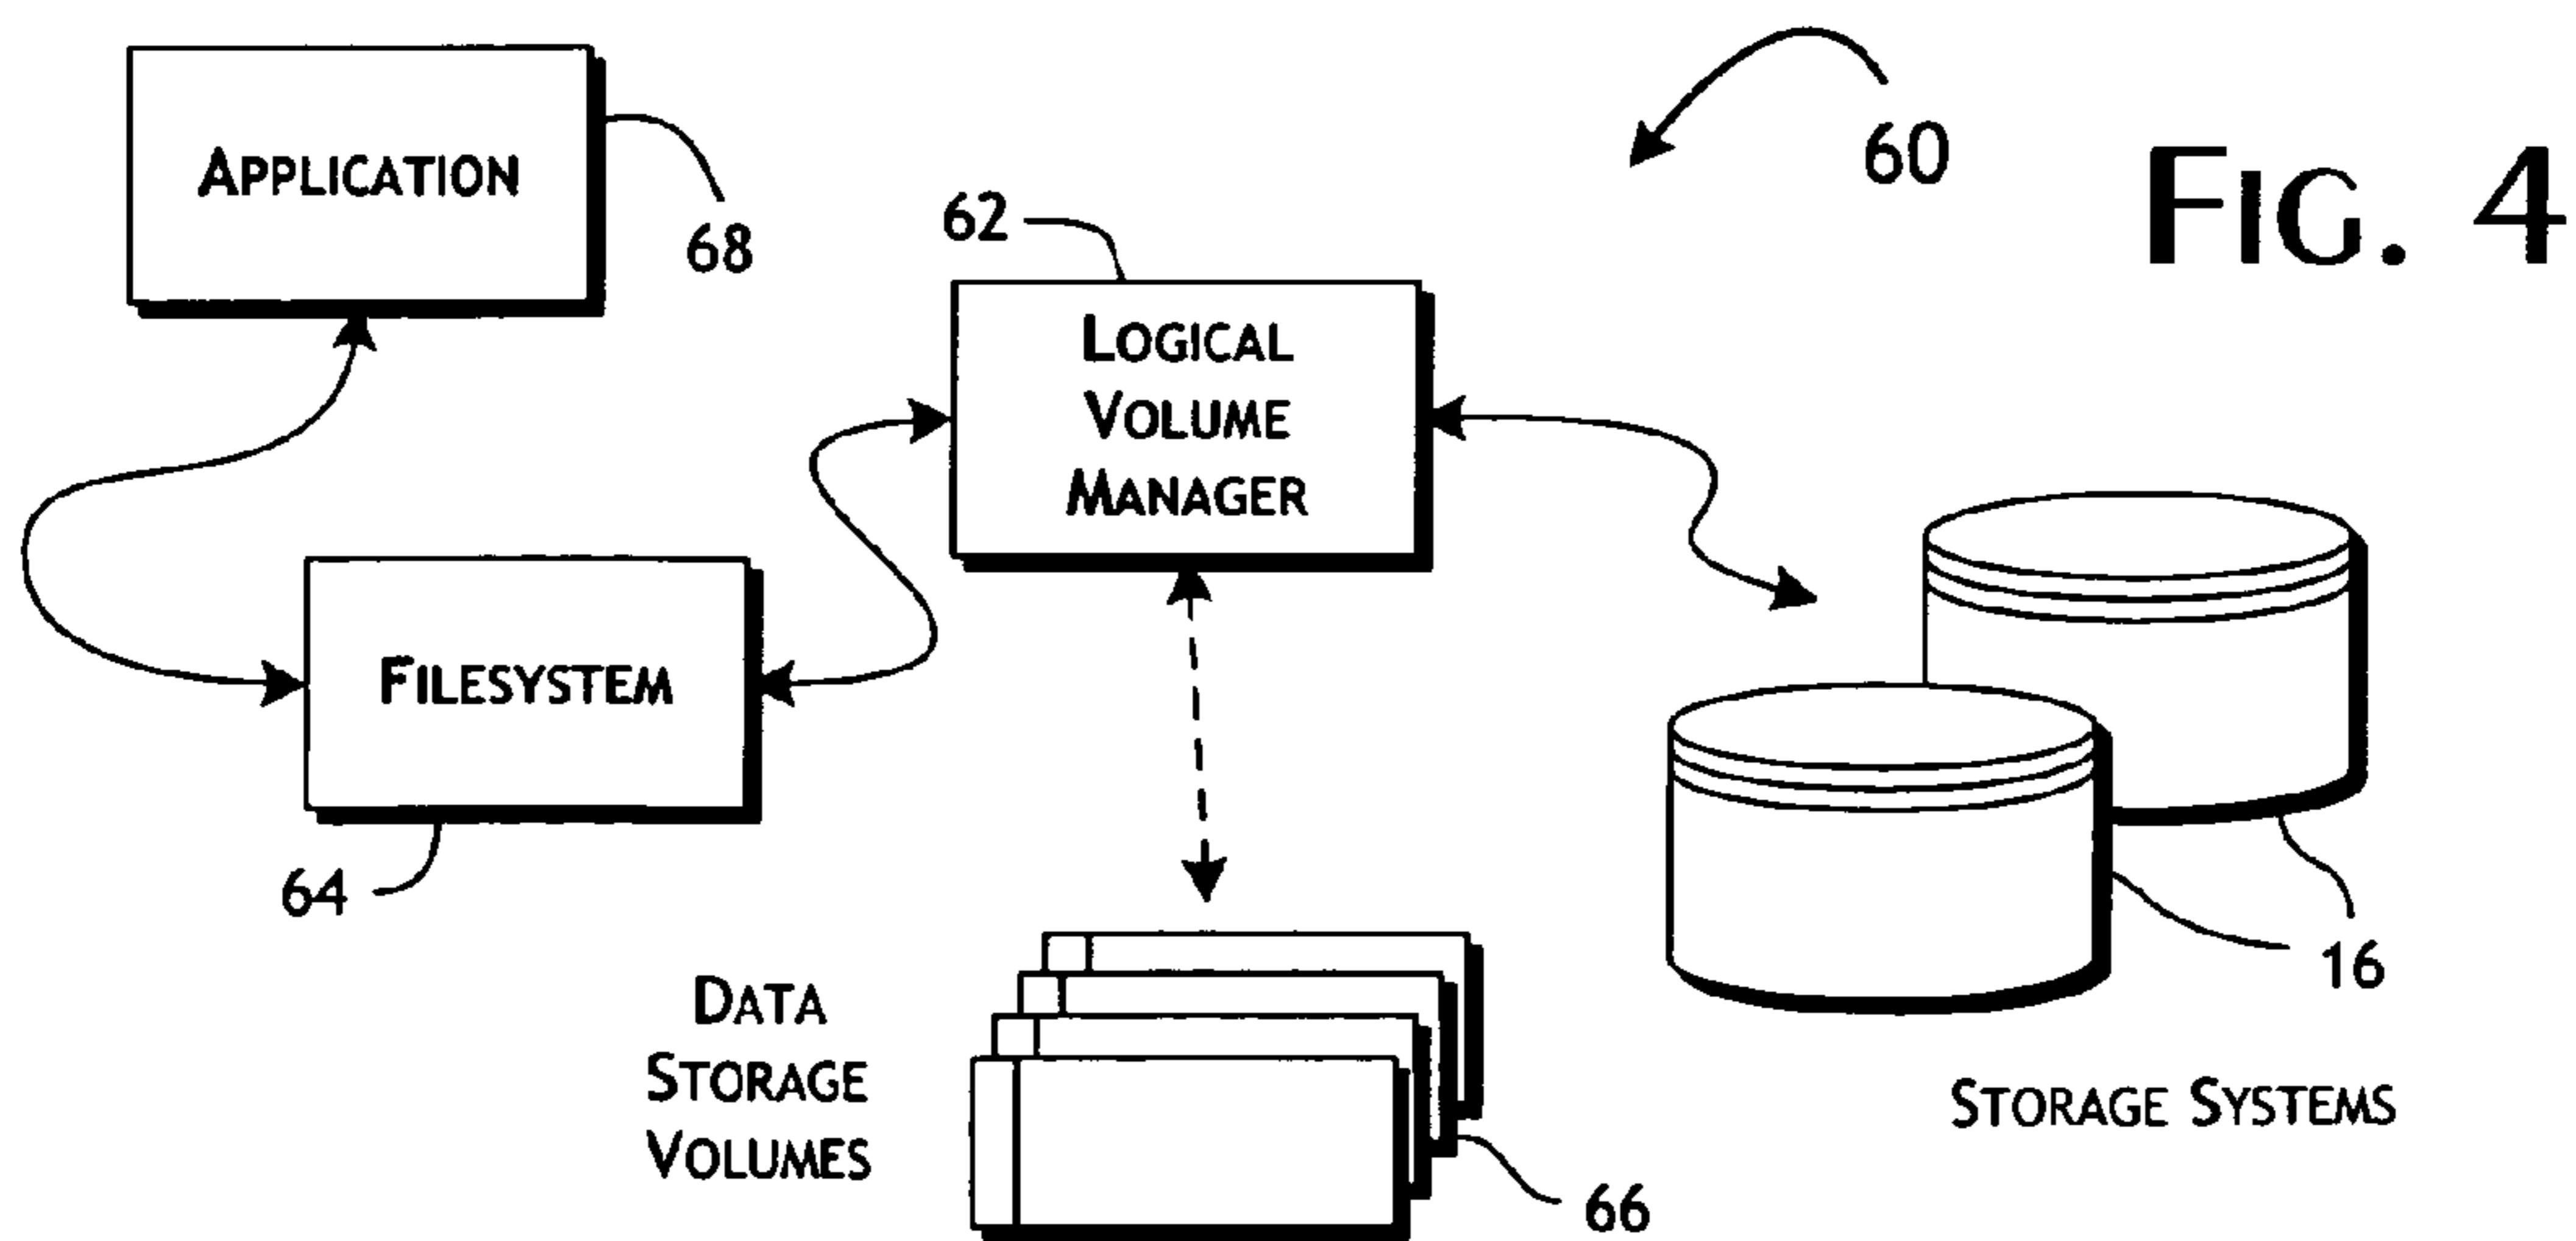 60
FIG. 4
APPLICATION
68
62
LOGICAL
VOLUME
MANAGER
FILESYSTEM
64
16
DATA
STORAGE
VOLUMES
66
STORAGE SYSTEMS